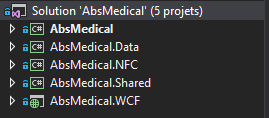 Solution 'AbsMedical' (5 projets)
C# AbsMedical
C# AbsMedical.Data
C# AbsMedical.NFC
C# AbsMedical.Shared
AbsMedical.WCF